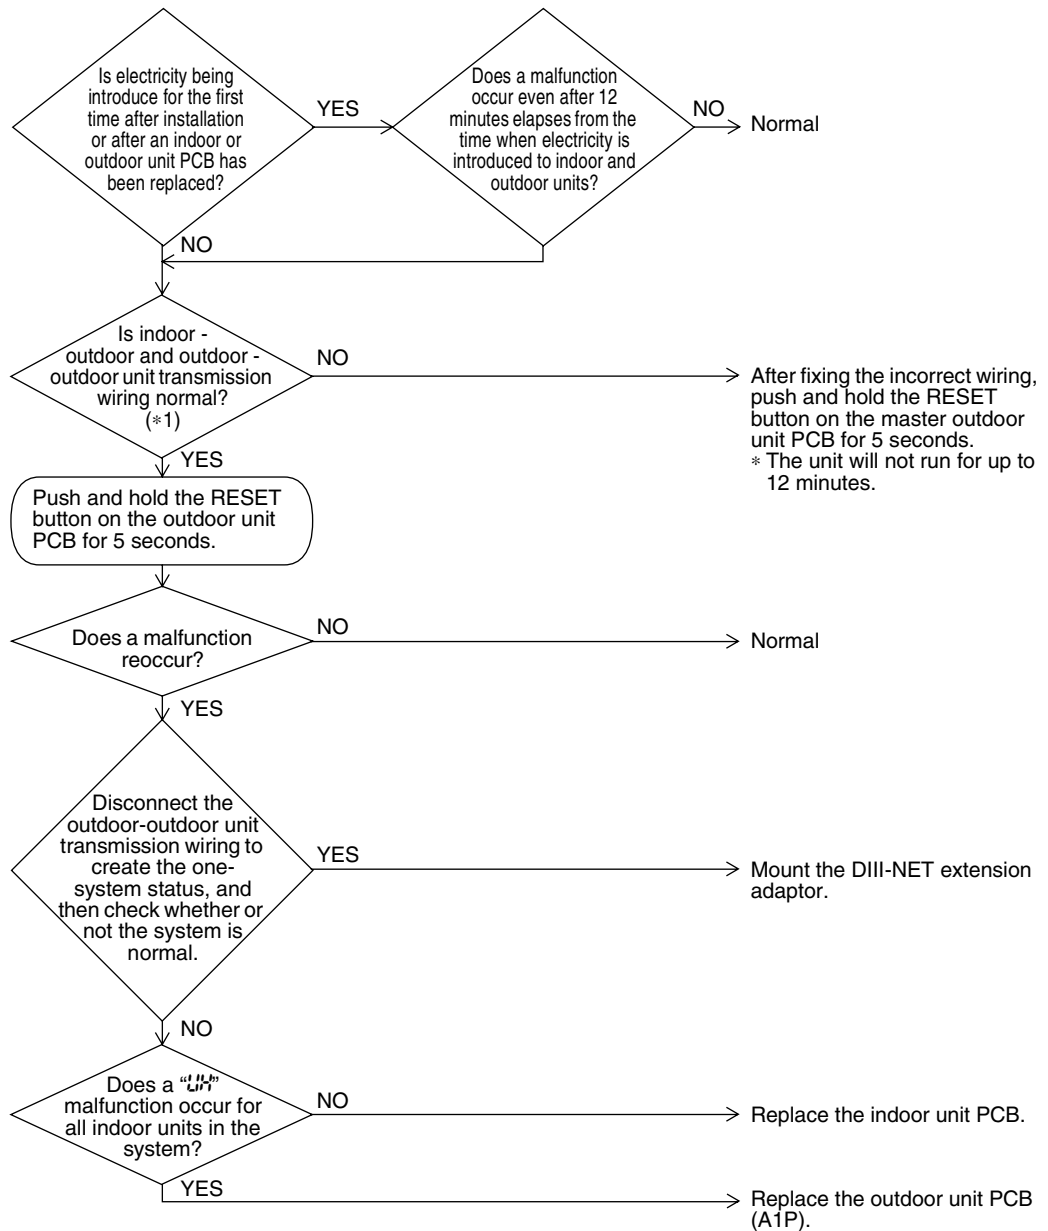 Is electricity being
introduce for the first
time after installation
or after an indoor or
outdoor unit PCB has
been replaced?
YES
Does a malfunction
occur even after 12
minutes elapses from the
time when electricity is
introduced to indoor and
outdoor units?
NO
Normal
NO
Is indoor -
outdoor and outdoor -
outdoor unit transmission
wiring normal?
(*1)
NO
After fixing the incorrect wiring,
push and hold the RESET
button on the master outdoor
unit PCB for 5 seconds.
* The unit will not run for up to
12 minutes.
YES
Push and hold the RESET
button on the outdoor unit
PCB for 5 seconds.
Does a malfunction
reoccur?
NO
Normal
YES
Disconnect the
outdoor-outdoor unit
transmission wiring to
create the one-
system status, and
then check whether or
not the system is
normal.
YES
Mount the DIII-NET extension
adaptor.
NO
Does a “UH”
malfunction occur for
all indoor units in the
system?
NO
Replace the indoor unit PCB.
YES
Replace the outdoor unit PCB
(A1P).